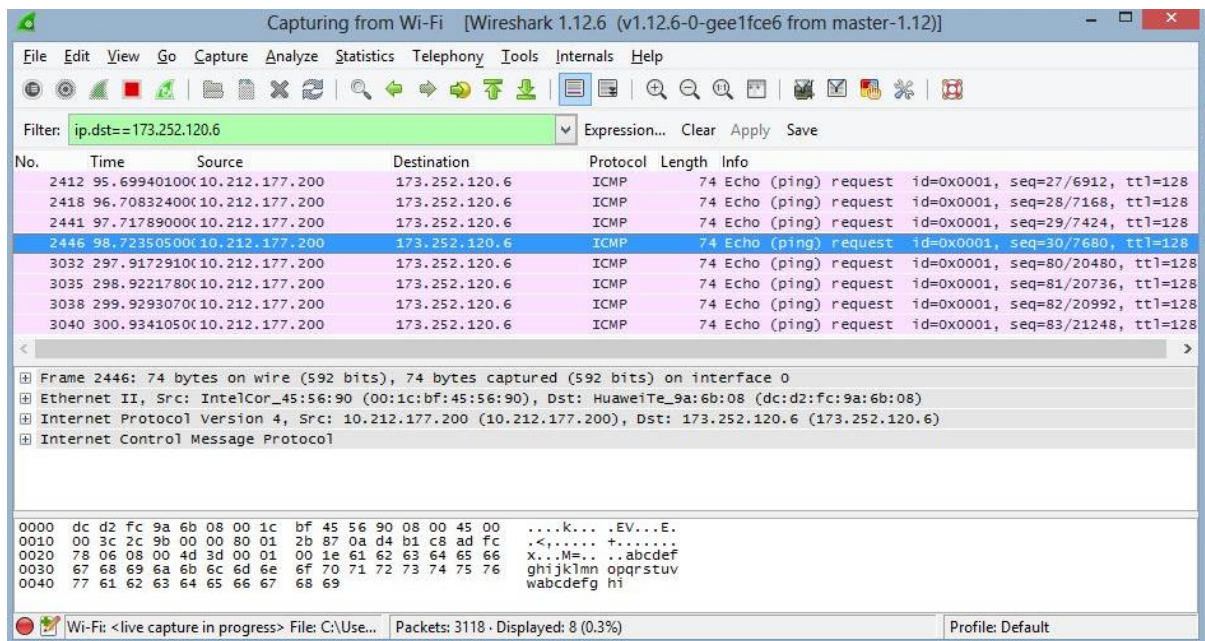 Capturing from Wi-Fi [Wireshark 1.12.6 (v1.12.6-0-gee1fce6 from master-1.12)]
File Edit View Go Capture Analyze Statistics Telephony Tools Internals Help
Filter: ip.dst==173.252.120.6 Expression... Clear Apply Save
No. Time Source Destination Protocol Length Info
2412 95.69940100( 10.212.177.200 173.252.120.6 ICMP 74 Echo (ping) request id=0x0001, seq=27/6912, ttl=128
2418 96.70832400( 10.212.177.200 173.252.120.6 ICMP 74 Echo (ping) request id=0x0001, seq=28/7168, ttl=128
2441 97.71789000( 10.212.177.200 173.252.120.6 ICMP 74 Echo (ping) request id=0x0001, seq=29/7424, ttl=128
2446 98.72350500( 10.212.177.200 173.252.120.6 ICMP 74 Echo (ping) request id=0x0001, seq=30/7680, ttl=128
3032 297.9172910( 10.212.177.200 173.252.120.6 ICMP 74 Echo (ping) request id=0x0001, seq=80/20480, ttl=128
3035 298.9221780( 10.212.177.200 173.252.120.6 ICMP 74 Echo (ping) request id=0x0001, seq=81/20736, ttl=128
3038 299.9293070( 10.212.177.200 173.252.120.6 ICMP 74 Echo (ping) request id=0x0001, seq=82/20992, ttl=128
3040 300.9341050( 10.212.177.200 173.252.120.6 ICMP 74 Echo (ping) request id=0x0001, seq=83/21248, ttl=128
Frame 2446: 74 bytes on wire (592 bits), 74 bytes captured (592 bits) on interface 0
Ethernet II, Src: IntelCor_45:56:90 (00:1c:bf:45:56:90), Dst: HuaweiTe_9a:6b:08 (dc:d2:fc:9a:6b:08)
Internet Protocol Version 4, Src: 10.212.177.200 (10.212.177.200), Dst: 173.252.120.6 (173.252.120.6)
Internet Control Message Protocol
0000 dc d2 fc 9a 6b 08 00 1c bf 45 56 90 08 00 45 00 ....k... .EV...E.
0010 00 3c 2c 9b 00 00 80 01 2b 87 0a d4 b1 c8 ad fc .<,..... +.......
0020 78 06 08 00 4d 3d 00 01 00 1e 61 62 63 64 65 66 x...M=.. ..abcdef
0030 67 68 69 6a 6b 6c 6d 6e 6f 70 71 72 73 74 75 76 ghijklmn opqrstuv
0040 77 61 62 63 64 65 66 67 68 69 wabcdefg hi
Wi-Fi: <live capture in progress> File: C:\Use... Packets: 3118 · Displayed: 8 (0.3%) Profile: Default